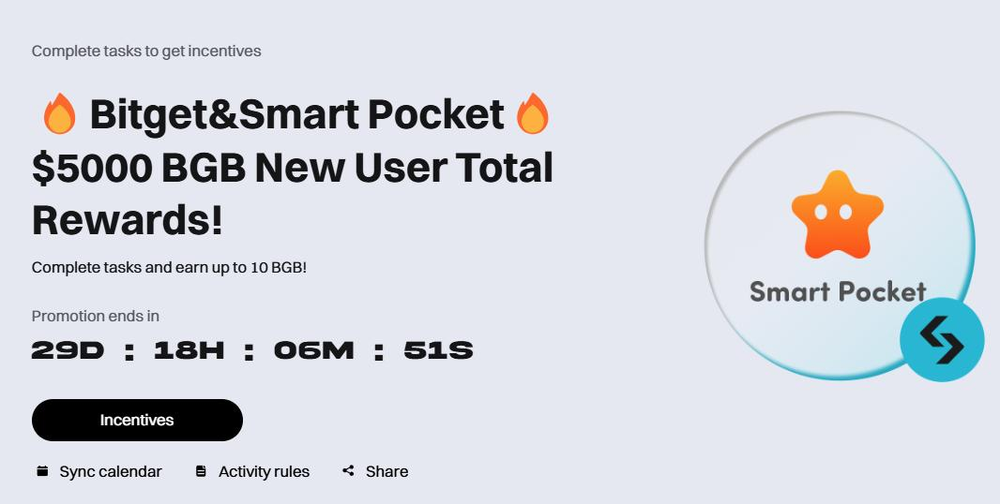 Complete tasks to get incentives
🔥 Bitget&Smart Pocket 🔥
$5000 BGB New User Total
Rewards!
Complete tasks and earn up to 10 BGB!
Promotion ends in
29D : 18H : 06M : 51S
Incentives
Sync calendar Activity rules Share
Smart Pocket